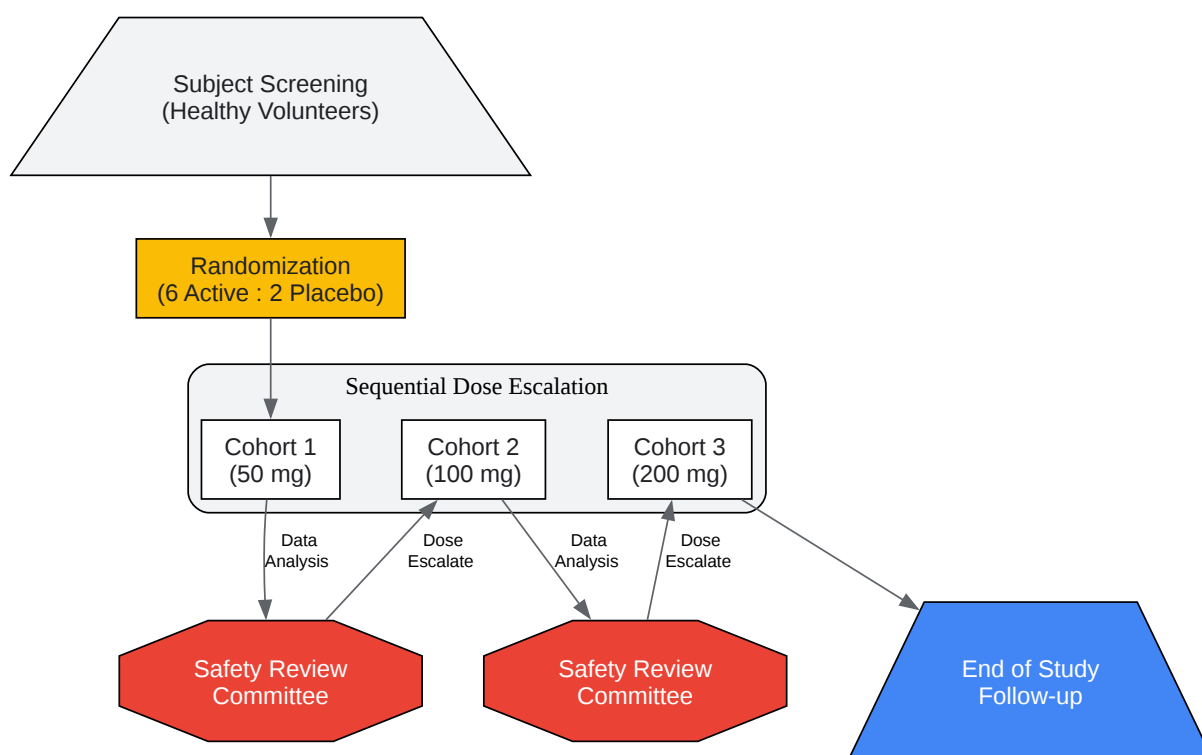 Subject Screening
(Healthy Volunteers)
Randomization
(6 Active : 2 Placebo)
Sequential Dose Escalation
Cohort 1
(50 mg)
Cohort 2
(100 mg)
Cohort 3
(200 mg)
Data
Analysis
Dose
Escalate
Data
Analysis
Dose
Escalate
Safety Review
Committee
Safety Review
Committee
End of Study
Follow-up